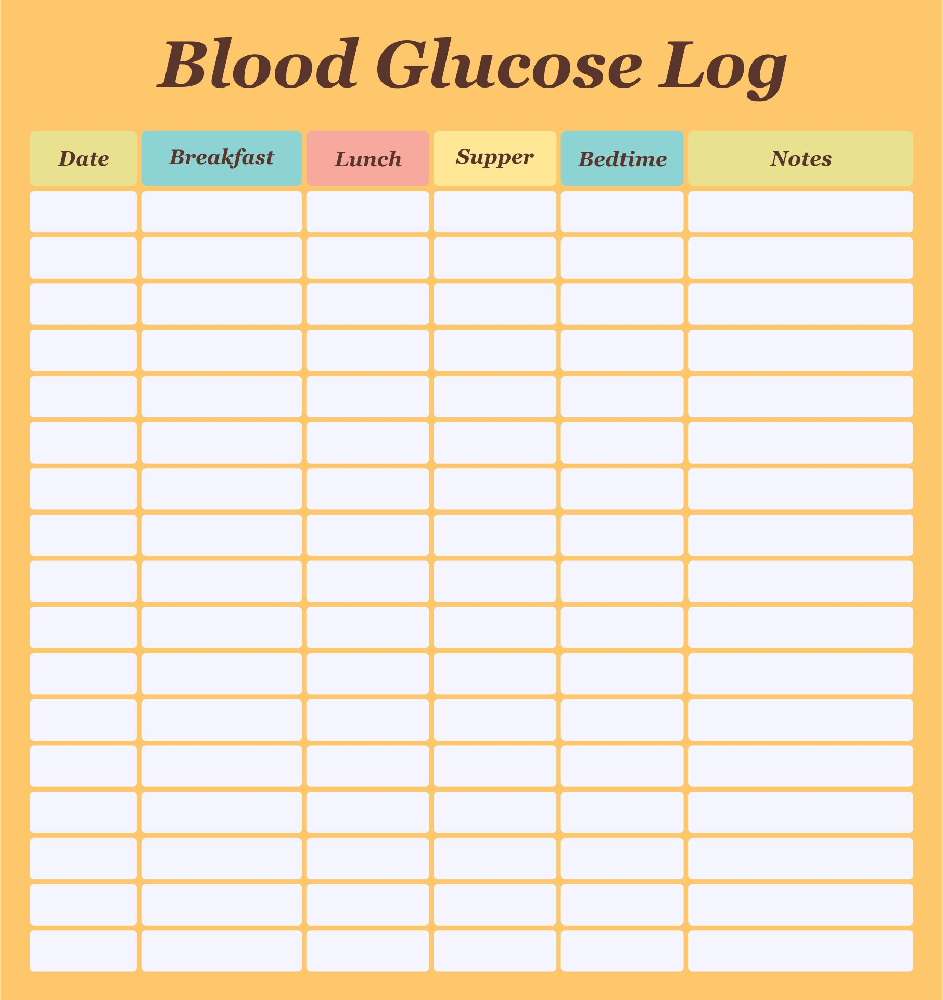 Blood Glucose Log
Date Breakfast Lunch Supper Bedtime Notes